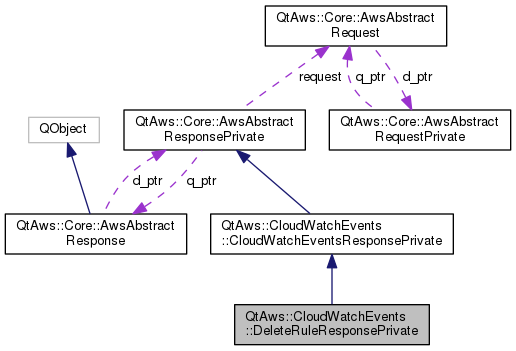 QtAws::Core::AwsAbstract
Request
request
q_ptr
d_ptr
QtAws::Core::AwsAbstract
ResponsePrivate
QtAws::Core::AwsAbstract
RequestPrivate
QObject
d_ptr
q_ptr
QtAws::Core::AwsAbstract
Response
QtAws::CloudWatchEvents
::CloudWatchEventsResponsePrivate
QtAws::CloudWatchEvents
::DeleteRuleResponsePrivate